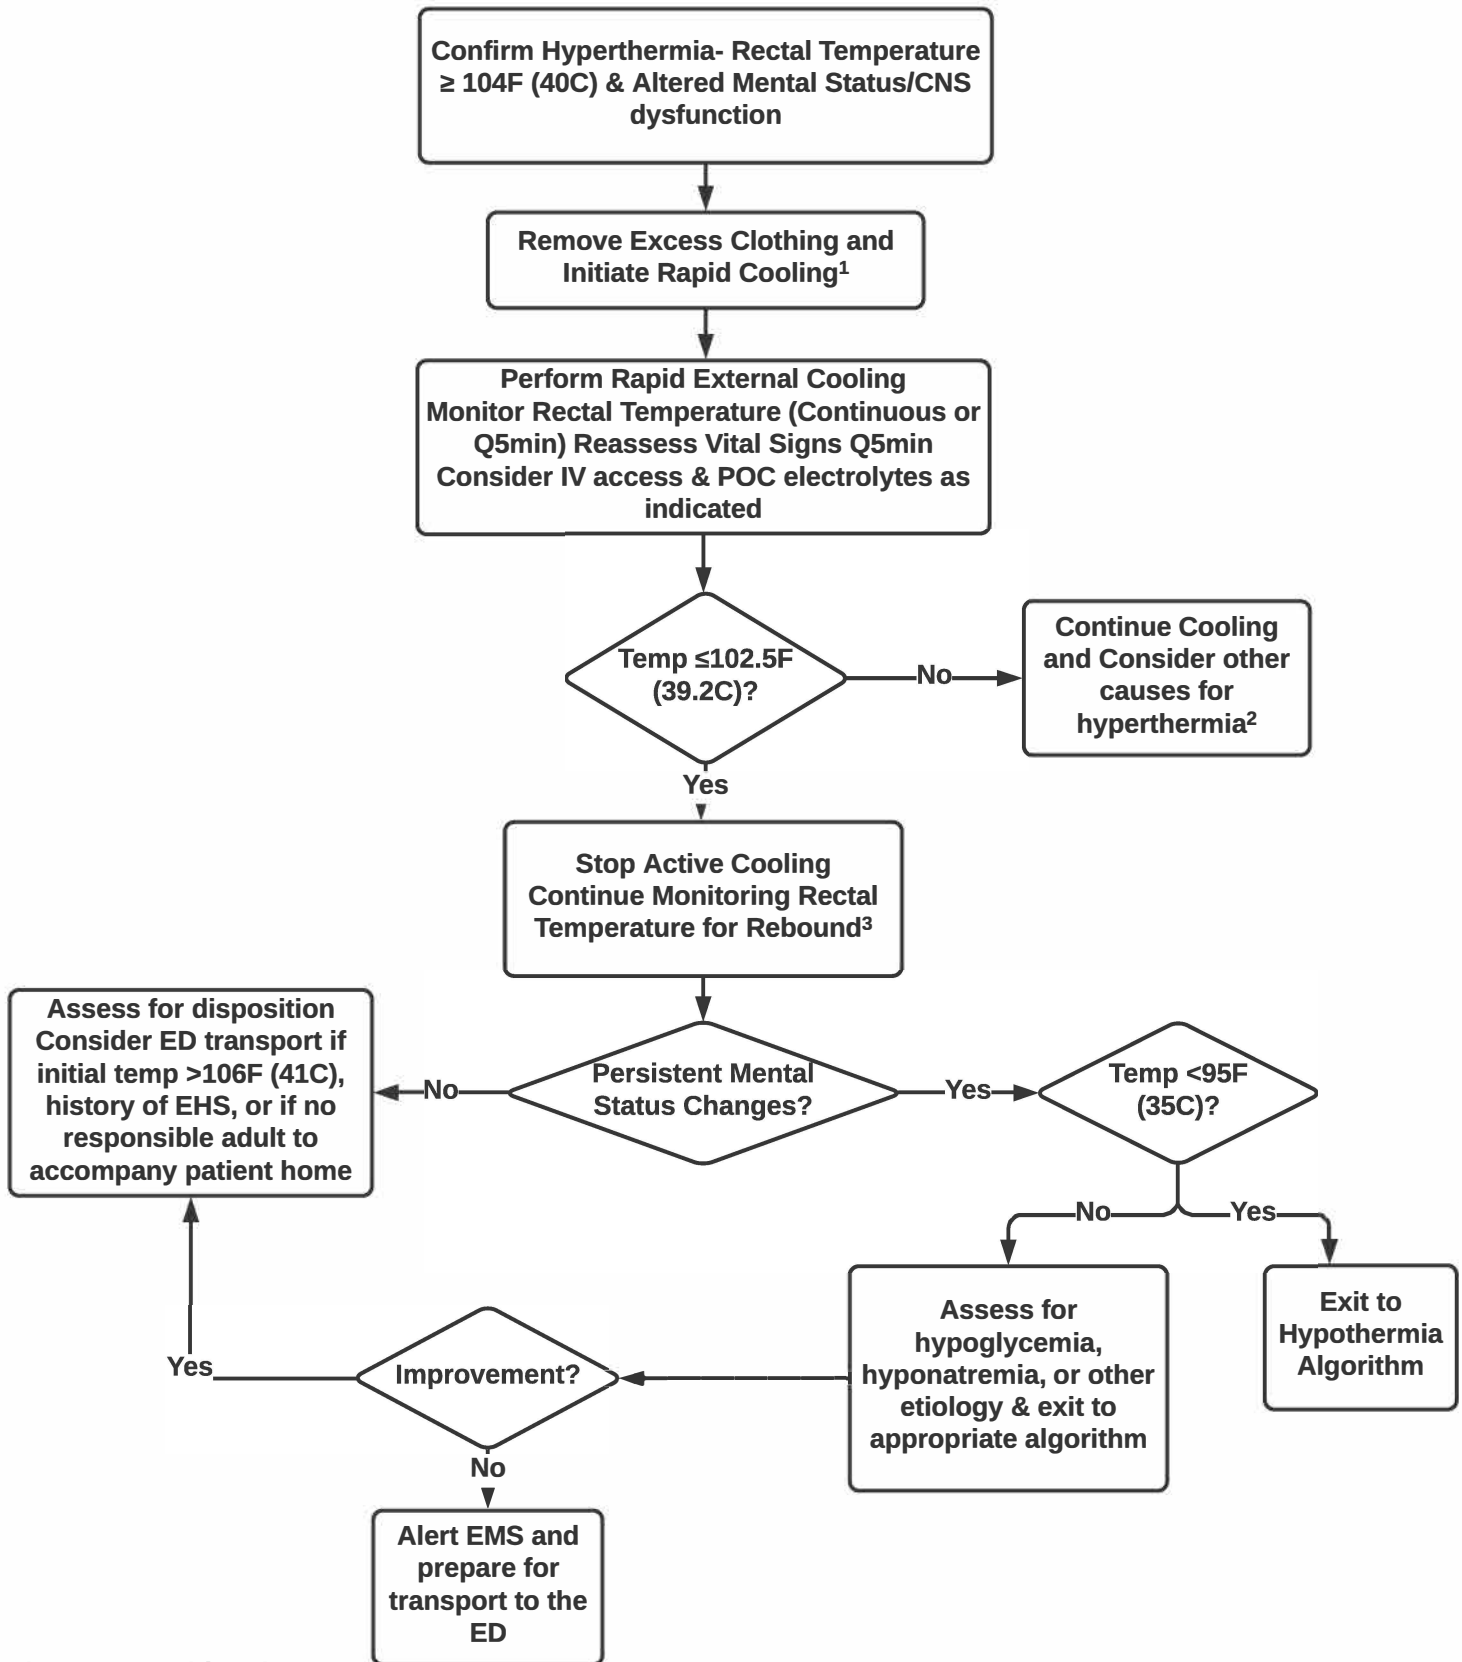 Confirm Hyperthermia- Rectal Temperature
≥ 104F (40C) & Altered Mental Status/CNS
dysfunction
Remove Excess Clothing and
Initiate Rapid Cooling¹
Perform Rapid External Cooling
Monitor Rectal Temperature (Continuous or
Q5min) Reassess Vital Signs Q5min
Consider IV access & POC electrolytes as
indicated
Temp ≤102.5F
(39.2C)?
No
Continue Cooling
and Consider other
causes for
hyperthermia²
Yes
Stop Active Cooling
Continue Monitoring Rectal
Temperature for Rebound³
Persistent Mental
Status Changes?
No
Assess for disposition
Consider ED transport if
initial temp >106F (41C),
history of EHS, or if no
responsible adult to
accompany patient home
Yes
Temp <95F
(35C)?
No
Yes
Assess for
hypoglycemia,
hyponatremia, or other
etiology & exit to
appropriate algorithm
Exit to
Hypothermia
Algorithm
Improvement?
Yes
No
Alert EMS and
prepare for
transport to the
ED